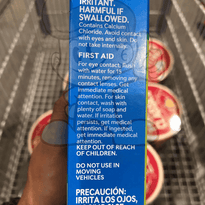 IRRITANT.
HARMFUL IF
SWALLOWED.
Contains Calcium
Chloride. Avoid contact
with eyes and skin. Do
not take internally.
FIRST AID
For eye contact, flush
with water for 15
minutes, removing any
contact lenses. Get
immediate medical
attention. For skin
contact, wash with
plenty of soap and
water. If irritation
persists, get medical
attention. If ingested,
get immediate medical
attention.
KEEP OUT OF REACH
OF CHILDREN.
DO NOT USE IN
MOVING
VEHICLES
PRECAUCIÓN:
IRRITA LOS OJOS,